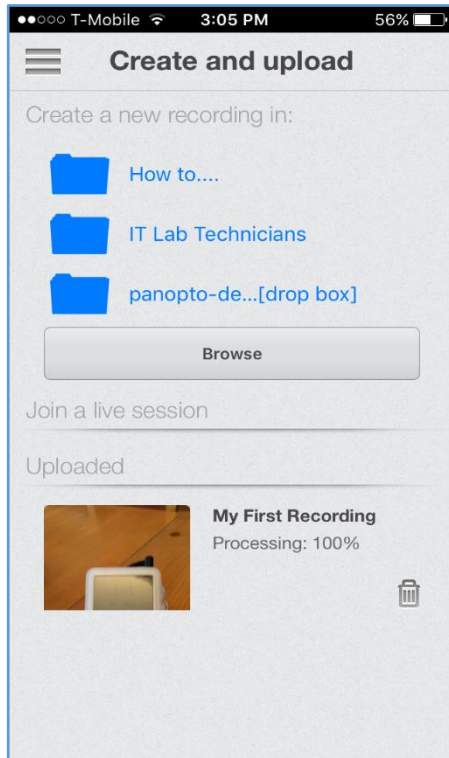 T-Mobile 3:05 PM 56%
Create and upload
Create a new recording in:
How to....
IT Lab Technicians
panopto-de...[drop box]
Browse
Join a live session
Uploaded
My First Recording
Processing: 100%